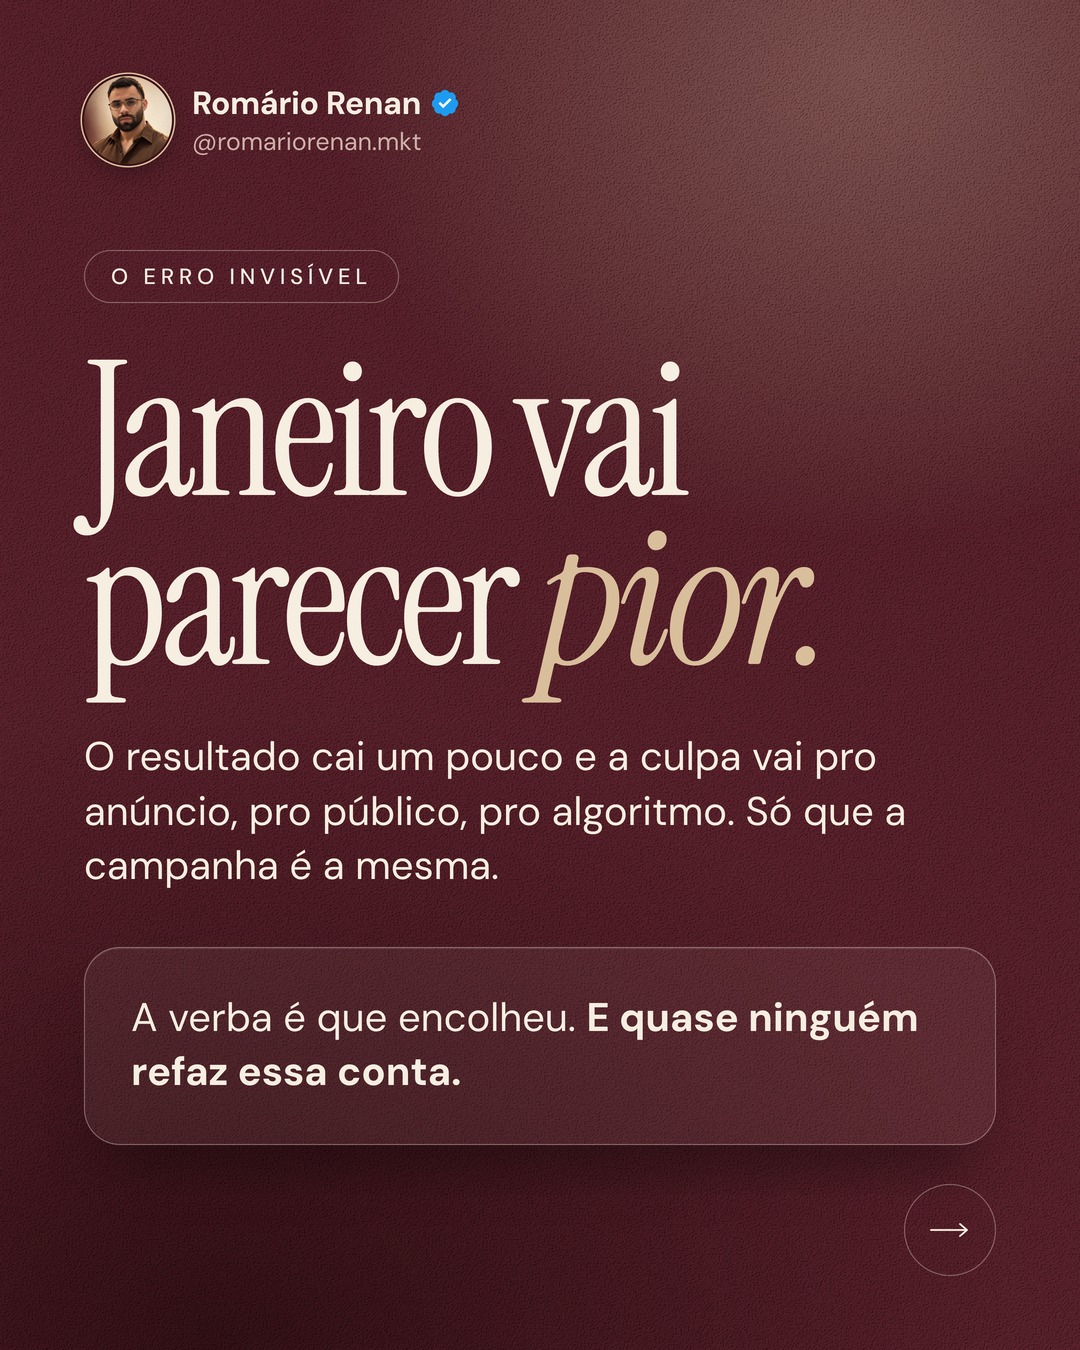 Romário Renan
@romariorenan.mkt
O ERRO INVISÍVEL
Janeiro vai
parecer pior.
O resultado cai um pouco e a culpa vai pro
anúncio, pro público, pro algoritmo. Só que a
campanha é a mesma.
A verba é que encolheu. E quase ninguém
refaz essa conta.